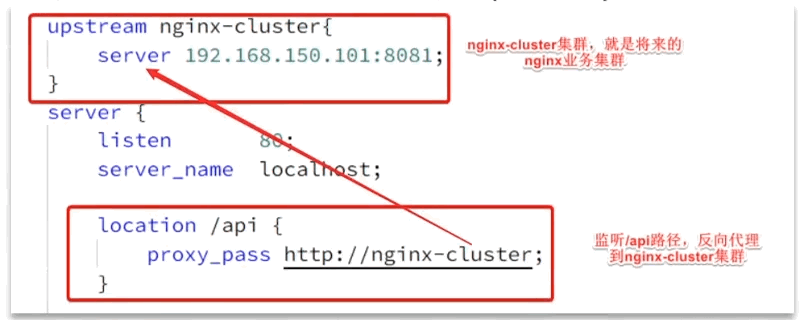 upstream nginx-cluster{
server 192.168.150.101:8081;
}
nginx-cluster集群，就是将来的
nginx业务集群
server {
listen 80;
server_name localhost;
location /api {
proxy_pass http://nginx-cluster;
}
监听/api路径，反向代理
到nginx-cluster集群